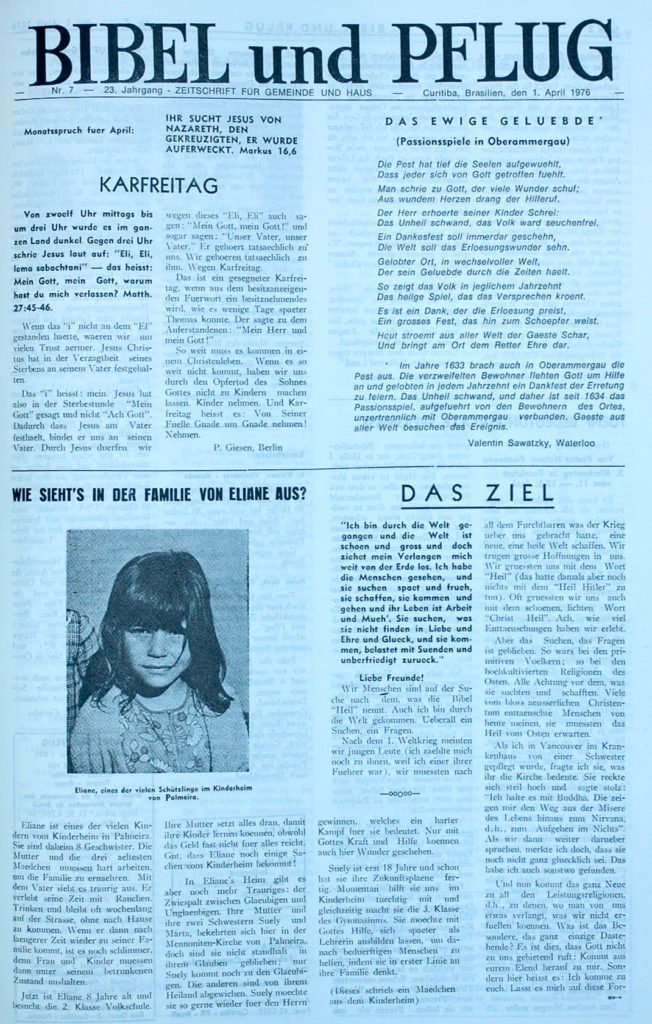 BIBEL und PFLUG
Nr. 7 — 23. Jahrgang - ZEITSCHRIFT FÜR GEMEINDE UND HAUS — Curitiba, Brasilien, den 1. April 1976
Monatsspruch fuer April:
IHR SUCHT JESUS VON
NAZARETH, DEN
GEKREUZIGTEN, ER WURDE
AUFERWECKT. Markus 16,6
KARFREITAG
Von zwoelf Uhr mittags bis
um drei Uhr wurde es im gan-
zen Land dunkel. Gegen drei Uhr
schrie Jesus laut auf: "Eli, Eli,
lema sabachtani" — das heisst:
Mein Gott, mein Gott, warum
hast du mich verlassen? Matth.
27:45-46.
Wenn das "i" nicht an dem "El"
gestanden haette, waeren wir um
vielen Trost aermer. Jesus Chris-
tus hat in der Verzagtheit seines
Sterbens an seinem Vater festgehal-
ten.
Das "i" heisst: mein. Jesus hat
also in der Sterbestunde "Mein
Gott" gesagt und nicht "Ach Gott".
Dadurch dass Jesus am Vater
festhaelt, bindet er uns an seinen
Vater. Durch Jesus duerfen wir
wegen dieses "Eli, Eli" auch sa-
gen: "Mein Gott, mein Gott!" und
sogar sagen: "Unser Vater, unser
Vater." Er gehoert tatsaechlich zu
uns. Wir gehoeren tatsaechlich zu
ihm. Wegen Karfreitag.
Das ist ein gesegneter Karfrei-
tag, wenn aus dem besitzanzeigen-
den Fuerwort ein besitznehmendes
wird, wie es wenige Tage spaeter
Thomas konnte. Der sagte zu dem
Auferstandenen: "Mein Herr und
mein Gott!"
So weit muss es kommen in ei-
nem Christenleben. Wenn es so
weit nicht kommt, haben wir uns
durch den Opfertod des Sohnes
Gottes nicht zu Kindern machen
lassen. Kinder nehmen. Und Kar-
freitag heisst es: Von Seiner
Fuelle Gnade um Gnade nehmen!
Nehmen.
P. Giesen, Berlin
DAS EWIGE GELUEBDE*
(Passionsspiele in Oberammergau)
Die Pest hat tief die Seelen aufgewuehlt,
Dass jeder sich von Gott getroffen fuehlt.
Man schrie zu Gott, der viele Wunder schuf;
Aus wundem Herzen drang der Hilferuf.
Der Herr erhoerte seiner Kinder Schrei:
Das Unheil schwand, das Volk ward seuchenfrei.
Ein Dankesfest soll immerdar geschehn,
Die Welt soll das Erloesungswunder sehn.
Gelobter Ort, in wechselvoller Welt,
Der sein Geluebde durch die Zeiten haelt.
So zeigt das Volk in jeglichem Jahrzehnt
Das heilge Spiel, das das Versprechen kroent.
Es ist ein Dank, der die Erloesung preist,
Ein grosses Fest, das hin zum Schoepfer weist.
Heut stroemt aus aller Welt der Gaeste Schar,
Und bringt am Ort dem Retter Ehre dar.
* Im Jahre 1633 brach auch in Oberammergau die
Pest aus. Die verzweifelten Bewohner flehten Gott um Hilfe
an und gelobten in jedem Jahrzehnt ein Dankfest der Erretung
zu feiern. Das Unheil schwand, und daher ist seit 1634 das
Passionsspiel, aufgeluehrt von den Bewohnern des Ortes,
unzertrennlich mit Oberammergau verbunden. Gaeste aus
aller Welt besuchen das Ereignis.
Valentin Sawatzky, Waterloo
WIE SIEHT'S IN DER FAMILIE VON ELIANE AUS?
Eliane, eines der vielen Schützlinge im Kinderheim
von Palmeira.
Eliane ist eines der vielen Kin-
dern vom Kinderheim in Palmeira.
Sie sind daheim 8 Geschwister. Die
Mutter und die drei aeltesten
Maedchen muessen hart arbeiten,
um die Familie zu ernaehren. Mit
dem Vater sieht es traurig aus. Er
verlebt seine Zeit mit Rauchen,
Trinken und bleibt oft wochenlang
auf der Strasse, ohne nach Hause
zu kommen. Wenn er dann nach
laengerer Zeit wieder zu seiner Fa-
milie kommt, ist es noch schlimmer,
denn Frau und Kinder muessen
dann unter seinem betrunkenen
Zustand aushalten.
Jetzt ist Eliane 8 Jahre alt und
besucht die 2. Klasse Volkschule.
Ihre Mutter setzt alles dran, damit
ihre Kinder lernen koennen, obwohl
das Geld fast nicht fuer alles reicht.
Gut, dass Eliane noch einige Sa-
chen vom Kinderheim bekommt!
In Eliane's Heim gibt es
aber noch mehr Trauriges: der
Zwiespalt zwischen Glaeubigen und
Unglaeubigen. Ihre Mutter und
ihre zwei Schwestern Suely und
Marta, bekehrten sich hier in der
Mennoniten-Kirche von Palmeira,
doch sind sie nicht standhaft in
ihrem Glauben geblieben; nur
Suely kommt noch zu den Glaeubi-
gen. Die anderen sind von ihrem
Heiland abgewichen. Suely moechte
sie so gerne wieder fuer den Herrn
gewinnen, welches ein harter
Kampf fuer sie bedeutet. Nur mit
Gottes Kraft und Hilfe koennen
auch hier Wunder geschehen.
Suely ist erst 18 Jahre und schon
hat sie ihre Zukunftsplaene fer-
tig. Momentan hilft sie uns im
Kinderheim tuechtig mit und
gleichzeitig macht sie die 3. Klasse
des Gymnasiums. Sie moechte mit
Gottes Hilfe, sich spaeter als
Lehrerin ausbilden lassen, um da-
nach beduerftigen Menschen zu
helfen, indem sie in erster Linie an
ihre Familie denkt.
(Dieses schrieb ein Maedchen
aus dem Kinderheim)
DAS ZIEL
"Ich bin durch die Welt ge-
gangen und die Welt ist
schoen und gross und doch
ziehet mein Verlangen mich
weit von der Erde los. Ich habe
die Menschen gesehen, und
sie suchen spaet und frueh,
sie schaffen, sie kommen und
gehen und ihr Leben ist Arbeit
und Mueh'. Sie suchen, was
sie nicht finden in Liebe und
Ehre und Glueck, und sie kom-
men, belastet mit Suenden und
unbefriedigt zurueck."
Liebe Freunde!
Wir Menschen sind auf der Su-
che nach dem, was die Bibel
"Heil" nennt. Auch ich bin durch
die Welt gekommen. Ueberall ein
Suchen, ein Fragen.
Nach dem 1. Weltkrieg meinten
wir jungen Leute (ich zaehlte mich
noch zu ihnen, weil ich einer ihrer
Fuehrer war), wir muessten nach
—oo0oo—
all dem Furchtbaren was der Krieg
ueber uns gebracht hatte, eine
neue, eine heile Welt schaffen. Wir
trugen grosse Hoffnungen in uns.
Wir gruessten uns mit dem Wort
"Heil" (das hatte damals aber noch
nichts mit dem "Heil Hitler" zu
tun). Oft gruessten wir uns auch
mit dem schoenen, lichten Wort
"Christ Heil". Ach, wie viel
Enttaeuschungen haben wir erlebt.
Aber das Suchen, das Fragen
ist geblieben. So wars bei den pri-
mitiven Voelkern; so bei den
hochkultivierten Religionen des
Osten. Alle Achtung vor dem, was
sie suchten und schafften. Viele
vom bloss aeusserlichen Christen-
tum enttaeuschte Menschen von
heute meinen, sie muessten das
Heil vom Osten erwarten.
Als ich in Vancouver im Kran-
kenhaus von einer Schwester
gepflegt wurde, fragte ich sie, was
ihr die Kirche bedeute. Sie reckte
sich steil hoch und sagte stolz:
"Ich halte es mit Buddha. Die zei-
gen mir den Weg aus der Misere
des Lebens hinaus zum Nirvana,
d.h., zum Aufgehen im Nichts".
Als wir dann weiter darueber
sprachen, merkte ich doch, dass sie
noch nicht ganz gluecklich sei. Das
habe ich auch sonstwo gefunden.
Und nun kommt das ganz Neue
zu all den Leistungsreligionen,
d.h., zu denen, wo man von uns
etwas verlangt, was wir nicht er-
fuellen koennen. Was ist das Be-
sondere, das ganz einzige Daste-
hende? Es ist dies, dass Gott nicht
zu uns gebietend ruft: Kommt aus
eurem Elend herauf zu mir. Son-
dern hier heisst es: Ich komme zu
euch. Lasst es mich auf diese For-